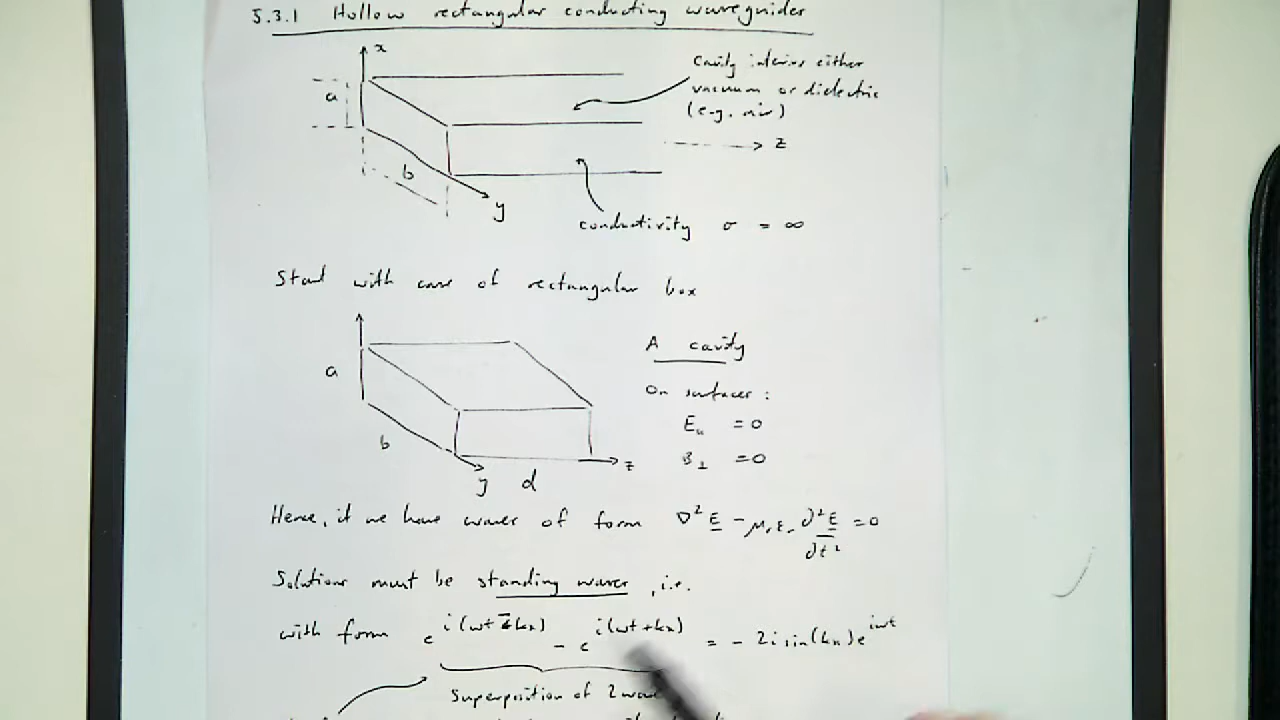 5.3.1 Hollow rectangular conducting waveguides
x
a
cavity interior either
vacuum or dielectric
(e.g. air)
z
b
y
conductivity σ = ∞
Start with case of rectangular box
a
A cavity
On surfaces:
E∥ = 0
B⊥ = 0
b
z
y d
Hence, if we have waves of form ∇²E - μ₀ε₀ ∂²E/∂t² = 0
Solutions must be standing waves, i.e.
with form e^{i(ωt - kx)} - e^{i(ωt + kx)} = - 2i sin(kx) e^{iωt}
Superposition of 2